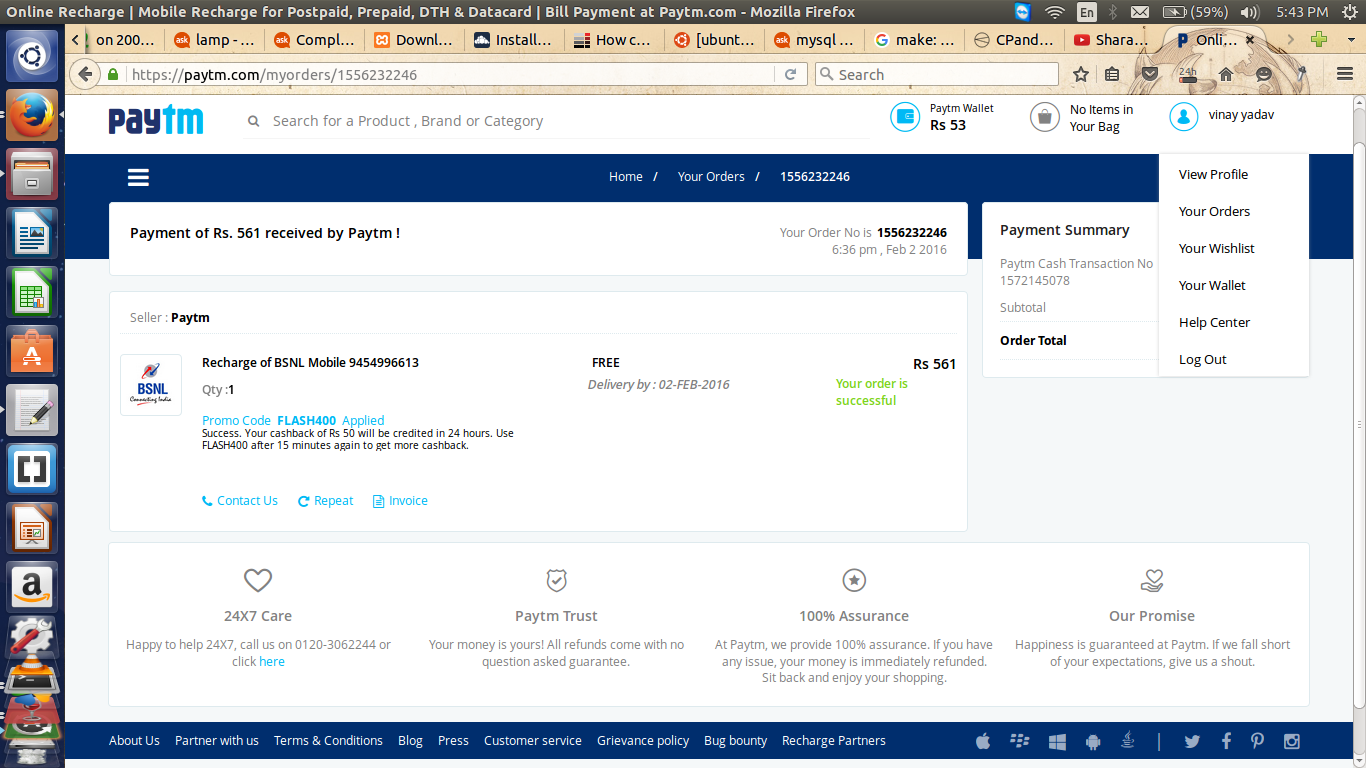 Online Recharge | Mobile Recharge for Postpaid, Prepaid, DTH & Datacard | Bill Payment at Paytm.com - Mozilla Firefox
En
(59%)
5:43 PM
on 200...
ask lamp - ...
ask Compl...
Downl...
Install...
How c...
[ubunt...
ask mysql ...
G make: ...
CPand...
Shara...
P Onli...
https://paytm.com/myorders/1556232246
Search
24h
paytm
Search for a Product , Brand or Category
Paytm Wallet
Rs 53
No Items in
Your Bag
vinay yadav
Home / Your Orders / 1556232246
View Profile
Your Orders
Your Wishlist
Your Wallet
Help Center
Log Out
Payment of Rs. 561 received by Paytm !
Your Order No is 1556232246
6:36 pm , Feb 2 2016
Payment Summary
Paytm Cash Transaction No
1572145078
Subtotal
Order Total
Seller : Paytm
BSNL
Connecting India
Recharge of BSNL Mobile 9454996613
Qty :1
FREE
Delivery by : 02-FEB-2016
Rs 561
Your order is
successful
Promo Code FLASH400 Applied
Success. Your cashback of Rs 50 will be credited in 24 hours. Use
FLASH400 after 15 minutes again to get more cashback.
Contact Us
Repeat
Invoice
24X7 Care
Happy to help 24X7, call us on 0120-3062244 or
click here
Paytm Trust
Your money is yours! All refunds come with no
question asked guarantee.
100% Assurance
At Paytm, we provide 100% assurance. If you have
any issue, your money is immediately refunded.
Sit back and enjoy your shopping.
Our Promise
Happiness is guaranteed at Paytm. If we fall short
of your expectations, give us a shout.
About Us
Partner with us
Terms & Conditions
Blog
Press
Customer service
Grievance policy
Bug bounty
Recharge Partners